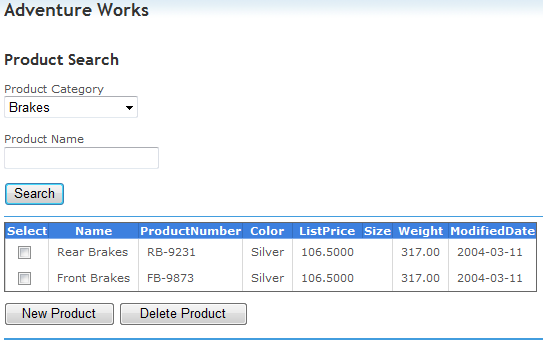 Adventure Works
Product Search
Product Category
Brakes
Product Name
Search
Select Name ProductNumber Color ListPrice Size Weight ModifiedDate
Rear Brakes RB-9231 Silver 106.5000 317.00 2004-03-11
Front Brakes FB-9873 Silver 106.5000 317.00 2004-03-11
New Product Delete Product